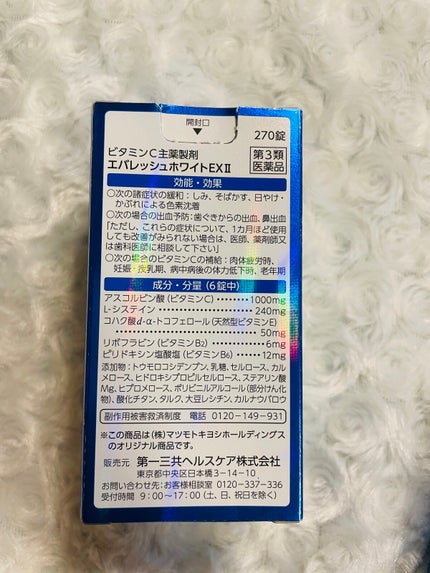 開封口
270錠
ビタミンC主薬製剤
エバレッシュホワイトEXⅡ
第3類
医薬品
効能・効果
○次の諸症状の緩和：しみ、そばかす、日やけ・
かぶれによる色素沈着
○次の場合の出血予防：歯ぐきからの出血、鼻出血
「ただし、これらの症状について、1カ月ほど使用
しても改善がみられない場合は、医師、薬剤師又
は歯科医師に相談して下さい」
○次の場合のビタミンCの補給：肉体疲労時、
妊娠・授乳期、病中病後の体力低下時、老年期
成分・分量（6錠中）
アスコルビン酸（ビタミンC）‥‥‥‥1000mg
L-システイン‥‥‥‥‥‥‥‥‥‥240mg
コハク酸d-α-トコフェロール（天然型ビタミンE）
‥‥‥‥‥50mg
リボフラビン（ビタミンB2）‥‥‥‥‥6mg
ピリドキシン塩酸塩（ビタミンB6）‥‥‥12mg
添加物：トウモロコシデンプン、乳糖、セルロース、カル
メロース、ヒドロキシプロピルセルロース、ステアリン酸
Mg、ヒプロメロース、ポリビニルアルコール（部分けん化
物）、酸化チタン、タルク、大豆レシチン、カルナウバロウ
副作用被害救済制度 電話 0120-149-931
※この商品は（株）マツモトキヨシホールディングス
のオリジナル商品です。
販売元 第一三共ヘルスケア株式会社
東京都中央区日本橋3-14-10
お問い合わせ先：お客様相談室 0120-337-336
受付時間 9：00～17：00（土、日、祝日を除く）